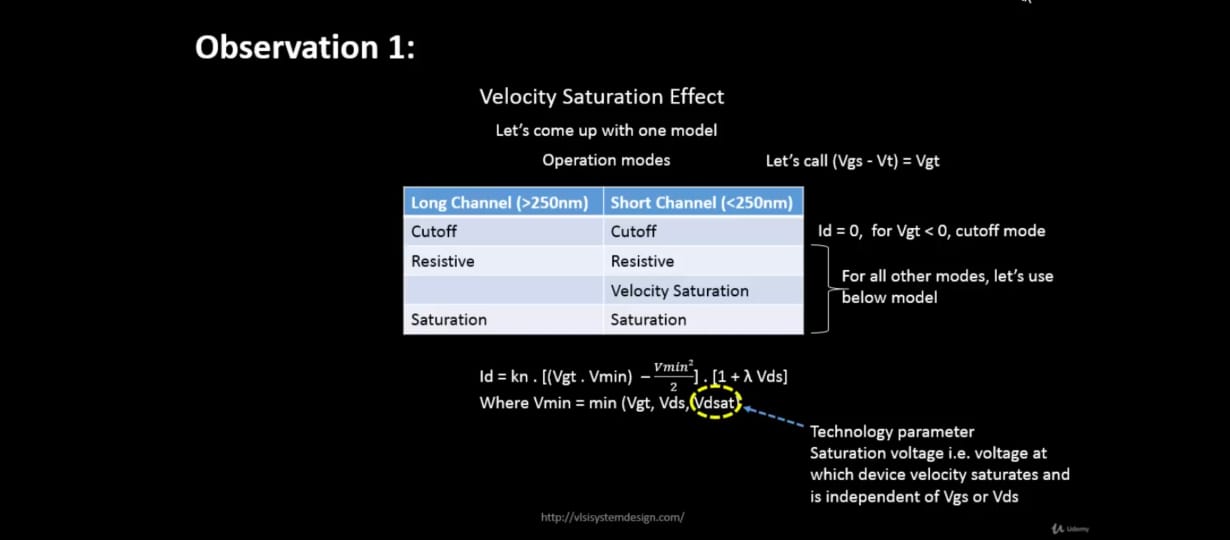 Observation 1:
Velocity Saturation Effect
Let's come up with one model
Operation modes
Let's call (Vgs - Vt) = Vgt
Long Channel (>250nm) Short Channel (<250nm)
Cutoff Cutoff
Id = 0, for Vgt < 0, cutoff mode
Resistive Resistive
Velocity Saturation
Saturation Saturation
For all other modes, let's use
below model
Id = kn . [(Vgt . Vmin) − Vmin²/2] . [1 + λ Vds]
Where Vmin = min (Vgt, Vds, Vdsat)
Technology parameter
Saturation voltage i.e. voltage at
which device velocity saturates and
is independent of Vgs or Vds
http://vlsisystemdesign.com/
Udemy